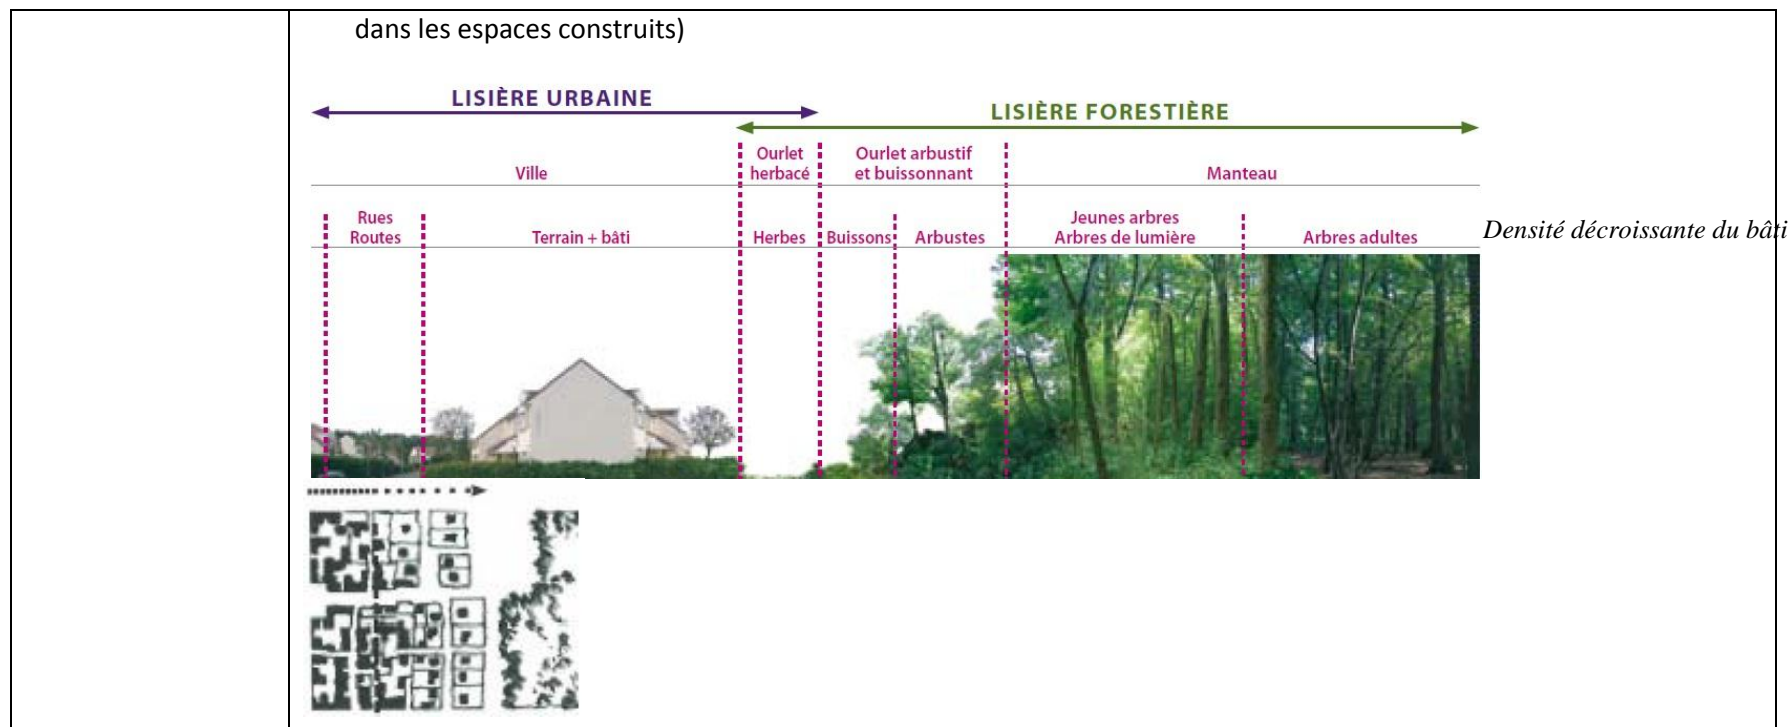 dans les espaces construits)
LISIÈRE URBAINE
LISIÈRE FORESTIÈRE
Ville
Ourlet
herbacé
Ourlet arbustif
et buissonnant
Manteau
Rues
Routes
Terrain + bâti
Herbes
Buissons
Arbustes
Jeunes arbres
Arbres de lumière
Arbres adultes
Densité décroissante du bâti